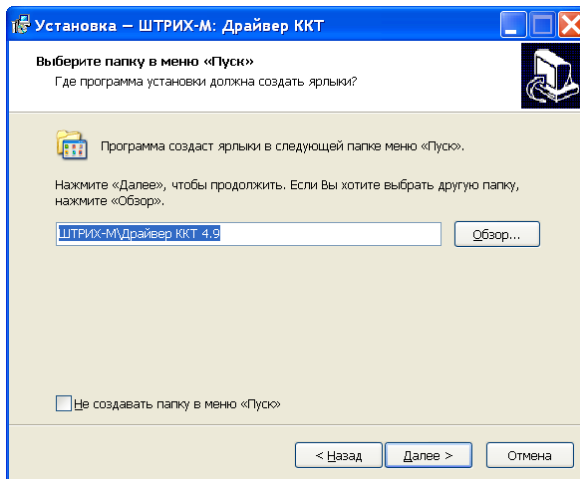 Установка — ШТРИХ-М: Драйвер ККТ
Выберите папку в меню «Пуск»
Где программа установки должна создать ярлыки?
Программа создаст ярлыки в следующей папке меню «Пуск».
Нажмите «Далее», чтобы продолжить. Если Вы хотите выбрать другую папку,
нажмите «Обзор».
ШТРИХ-М\Драйвер ККТ 4.9
Обзор...
Не создавать папку в меню «Пуск»
< Назад
Далее >
Отмена